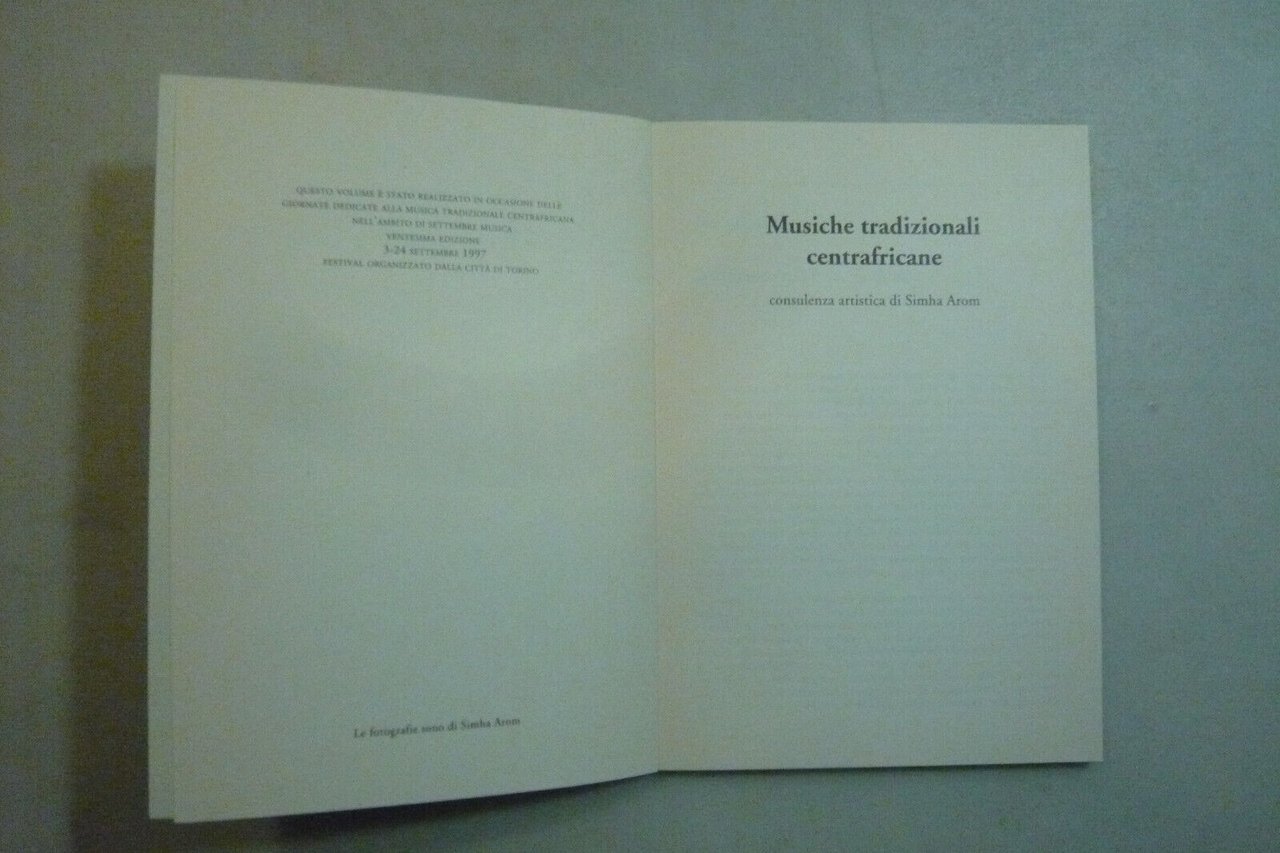 QUESTO VOLUME È STATO REALIZZATO IN OCCASIONE DELLE
GIORNATE DEDICATE ALLA MUSICA TRADIZIONALE CENTRAFRICANA
NELL'AMBITO DI SETTEMBRE MUSICA
VENTESIMA EDIZIONE
3-24 SETTEMBRE 1997
FESTIVAL ORGANIZZATO DALLA CITTÀ DI TORINO
Le fotografie sono di Simha Arom
Musiche tradizionali
centrafricane
consulenza artistica di Simha Arom